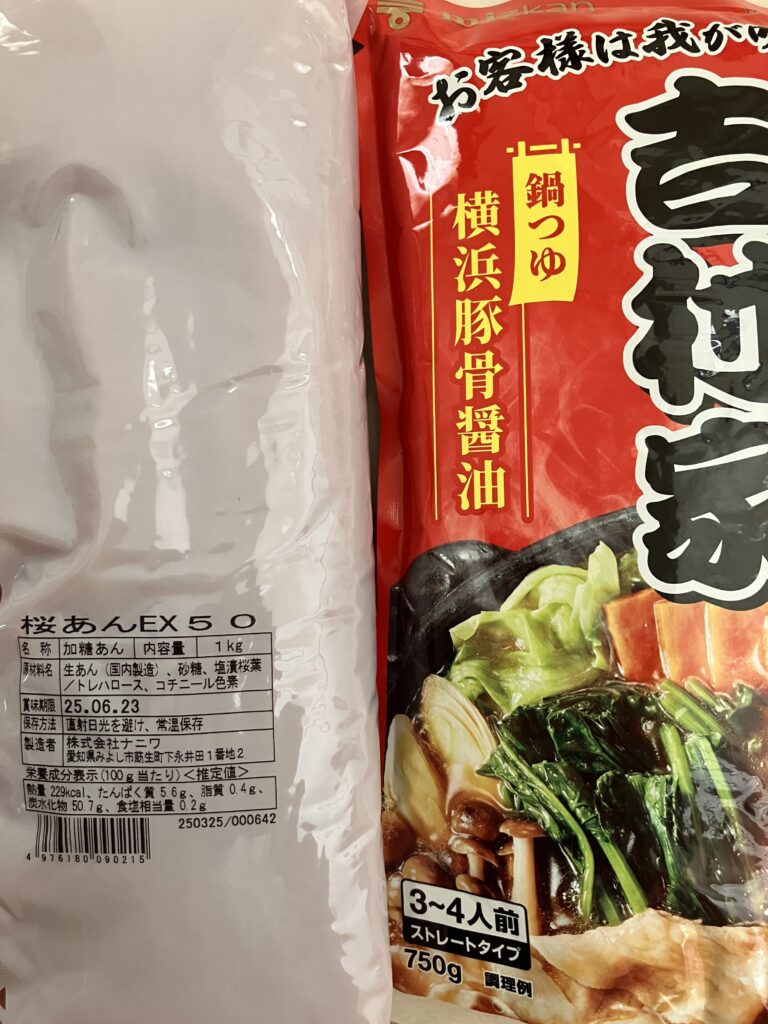 桜あんEX50
名称 加糖あん 内容量 1kg
原材料名 生あん（国内製造）、砂糖、塩漬桜葉
／トレハロース、コチニール色素
賞味期限 25.06.23
保存方法 直射日光を避け、常温保存
製造者 株式会社ナニワ
愛知県みよし市莇生町下永井田1番地2
栄養成分表示(100g当たり)<推定値>
熱量 229kcal、たんぱく質 5.6g、脂質 0.4g、
炭水化物 50.7g、食塩相当量 0.2g
250325/000642
4 976180 090215
mizkan
お客様は我が
吉村家
鍋つゆ
横浜豚骨醤油
3~4人前
ストレートタイプ
750g 調理例